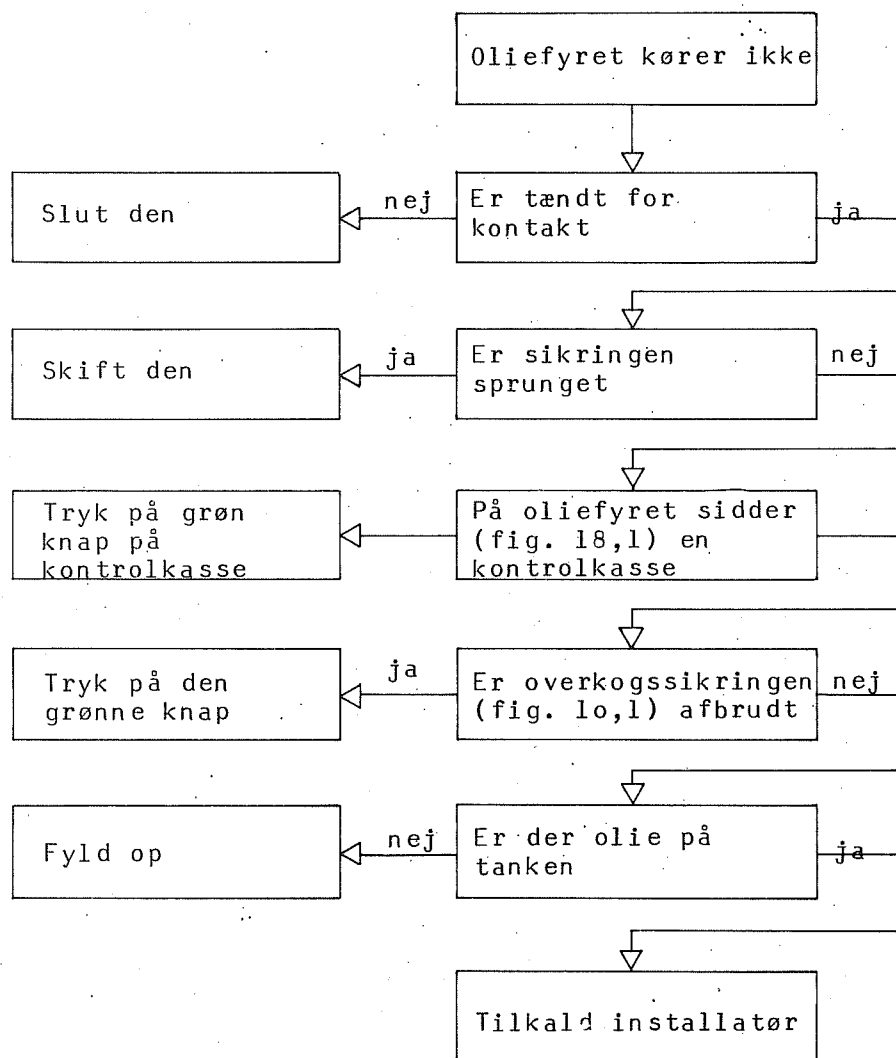 Oliefyret kører ikke
Slut den
nej
Er tændt for
kontakt
ja
Skift den
ja
Er sikringen
sprunget
nej
Tryk på grøn
knap på
kontrolkasse
På oliefyret sidder
(fig. 18,1) en
kontrolkasse
Tryk på den
grønne knap
ja
Er overkogssikringen
(fig. 1o,1) afbrudt
nej
Fyld op
nej
Er der olie på
tanken
ja
Tilkald installatør